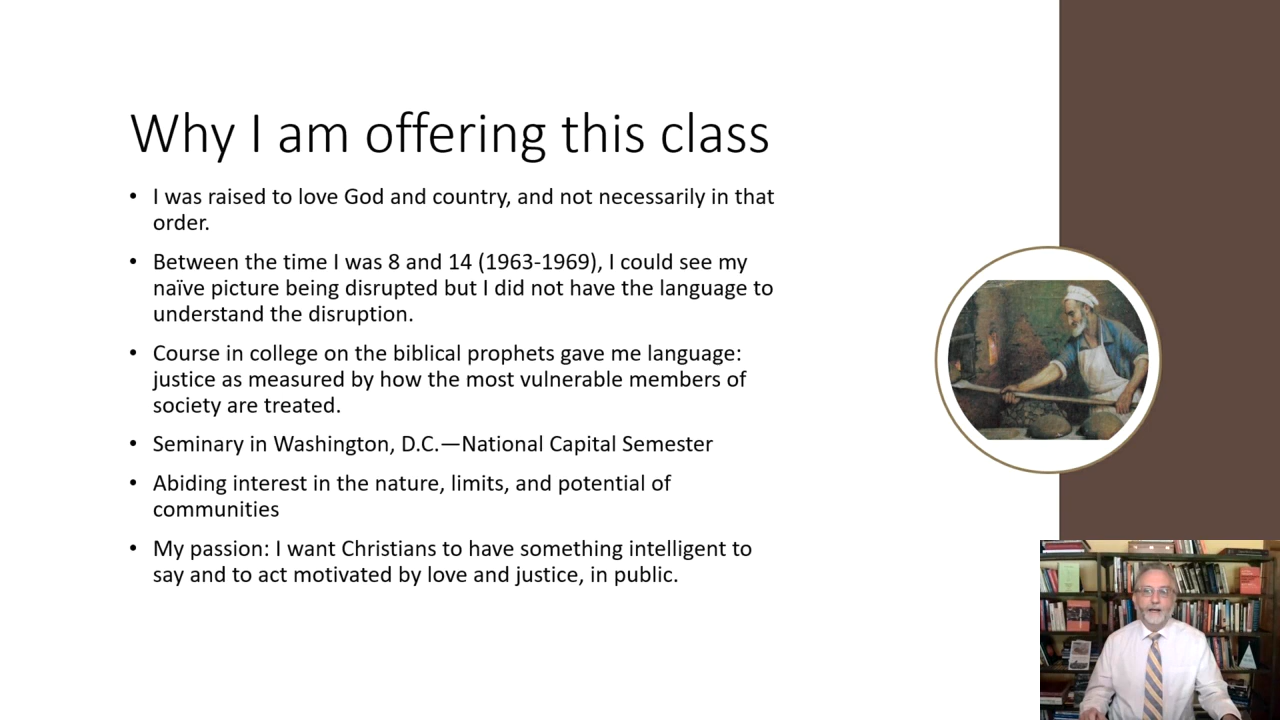 Why I am offering this class
• I was raised to love God and country, and not necessarily in that
order.
• Between the time I was 8 and 14 (1963-1969), I could see my
naïve picture being disrupted but I did not have the language to
understand the disruption.
• Course in college on the biblical prophets gave me language:
justice as measured by how the most vulnerable members of
society are treated.
• Seminary in Washington, D.C.—National Capital Semester
• Abiding interest in the nature, limits, and potential of
communities
• My passion: I want Christians to have something intelligent to
say and to act motivated by love and justice, in public.